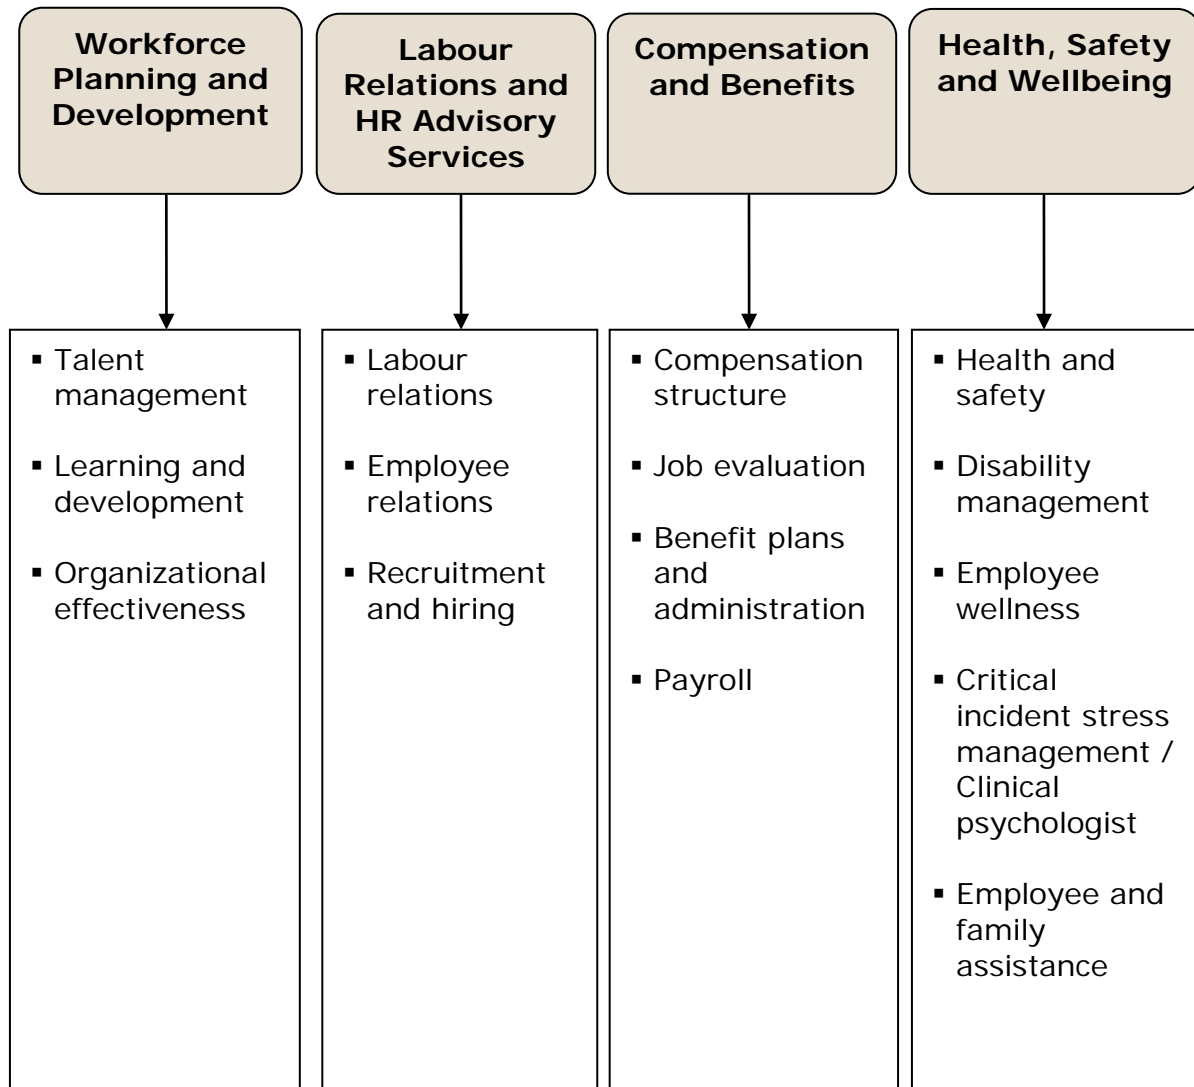 Workforce
Planning and
Development
Labour
Relations and
HR Advisory
Services
Compensation
and Benefits
Health, Safety
and Wellbeing
▪ Talent
management
▪ Learning and
development
▪ Organizational
effectiveness
▪ Labour
relations
▪ Employee
relations
▪ Recruitment
and hiring
▪ Compensation
structure
▪ Job evaluation
▪ Benefit plans
and
administration
▪ Payroll
▪ Health and
safety
▪ Disability
management
▪ Employee
wellness
▪ Critical
incident stress
management /
Clinical
psychologist
▪ Employee and
family
assistance